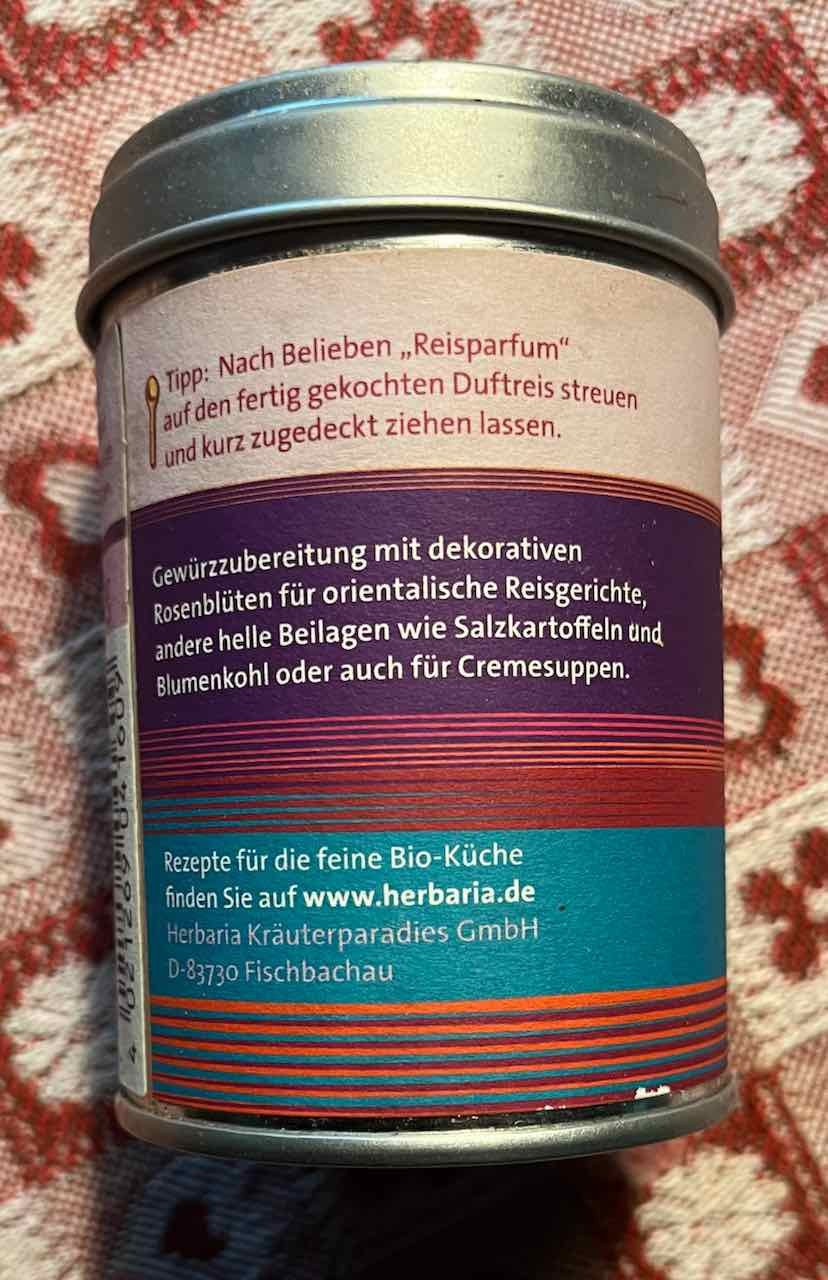 Tipp: Nach Belieben „Reisparfum“
auf den fertig gekochten Duftreis streuen
und kurz zugedeckt ziehen lassen.
Gewürzzubereitung mit dekorativen
Rosenblüten für orientalische Reisgerichte,
andere helle Beilagen wie Salzkartoffeln und
Blumenkohl oder auch für Cremesuppen.
Rezepte für die feine Bio-Küche
finden Sie auf www.herbaria.de
Herbaria Kräuterparadies GmbH
D-83730 Fischbachau